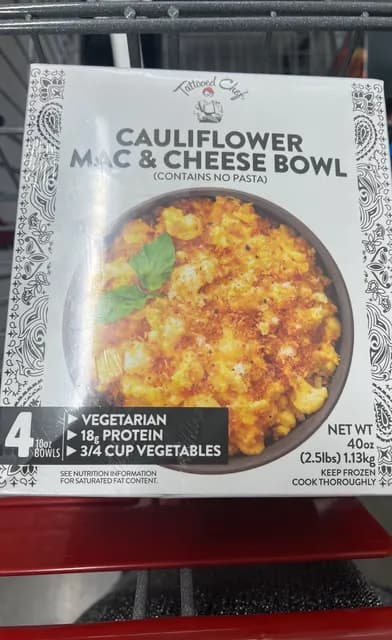 Tattooed Chef
CAULIFLOWER
MAC & CHEESE BOWL
(CONTAINS NO PASTA)
4 10oz BOWLS
▶ VEGETARIAN
▶ 18g PROTEIN
▶ 3/4 CUP VEGETABLES
SEE NUTRITION INFORMATION
FOR SATURATED FAT CONTENT.
NET WT
40oz
(2.5lbs) 1.13kg
KEEP FROZEN
COOK THOROUGHLY